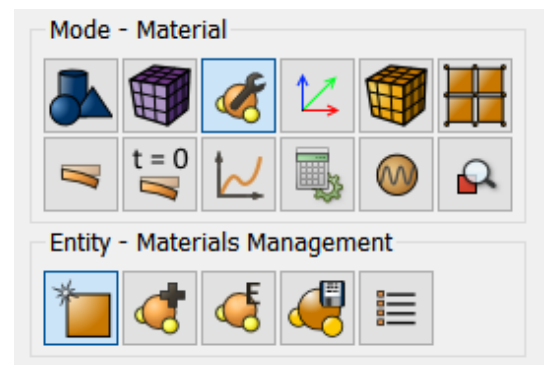 Mode - Material
t = 0
Entity - Materials Management
E